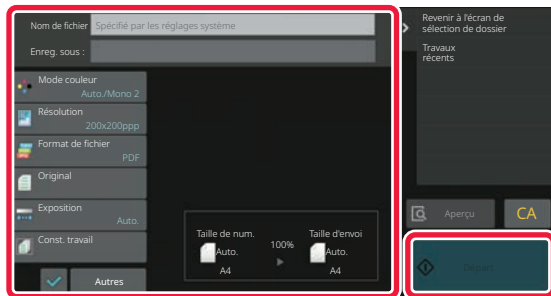 Nom de fichier
Spécifié par les réglages système
Enreg. sous :
Mode couleur
Auto./Mono 2
Résolution
200x200ppp
Format de fichier
PDF
Original
Exposition
Auto.
Const. travail
Autres
Taille de num.
Auto.
A4
100%
Taille d'envoi
Auto.
A4
Revenir à l'écran de
sélection de dossier
Travaux
récents
Aperçu
CA
Départ